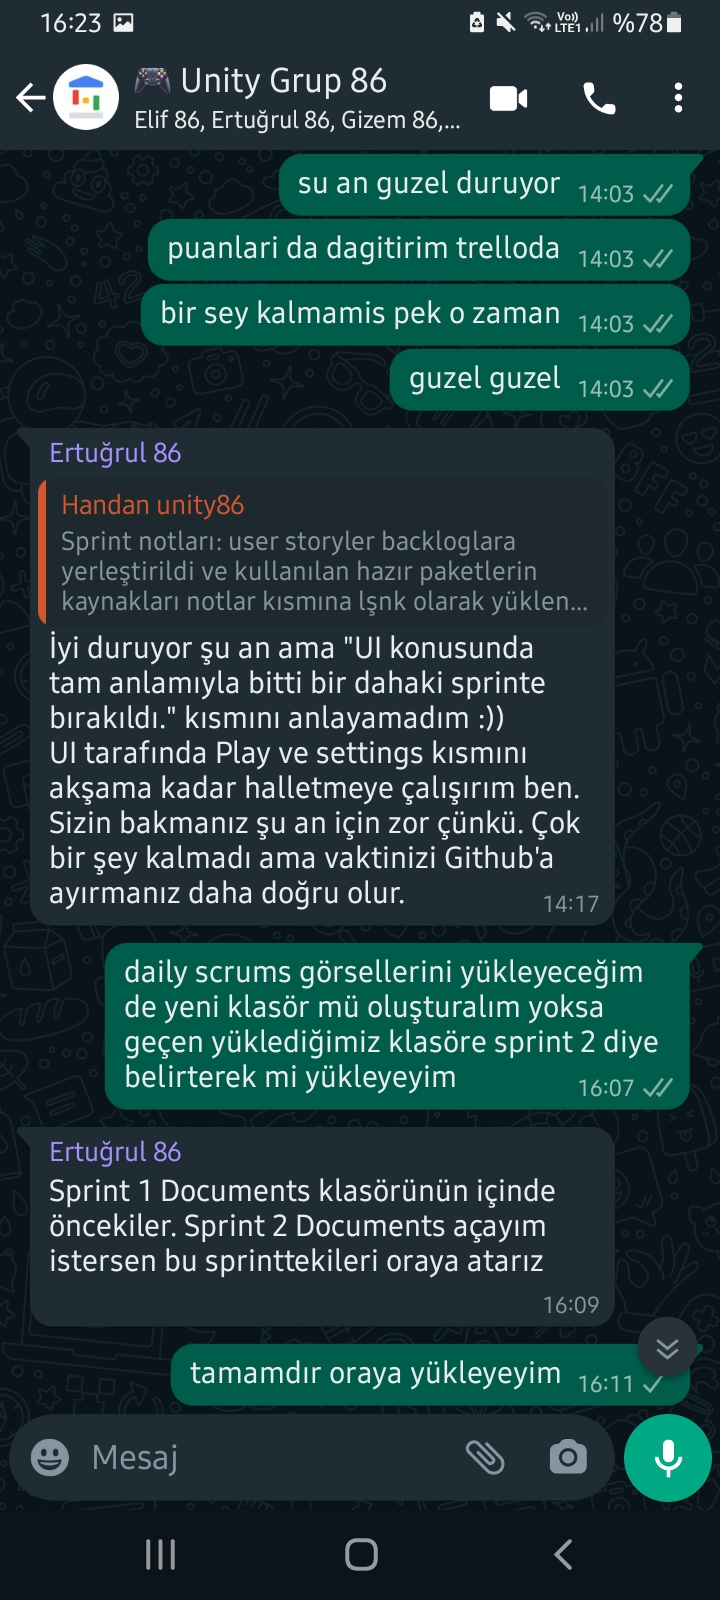 16:23
Vo)) LTE1 %78
🎮 Unity Grup 86
Elif 86, Ertuğrul 86, Gizem 86,...
su an guzel duruyor 14:03
puanlari da dagitirim trelloda 14:03
bir sey kalmamis pek o zaman 14:03
guzel guzel 14:03
Ertuğrul 86
Handan unity86
Sprint notları: user storyler backloglara
yerleştirildi ve kullanılan hazır paketlerin
kaynakları notlar kısmına lşnk olarak yüklen...
İyi duruyor şu an ama "UI konusunda
tam anlamıyla bitti bir dahaki sprinte
bırakıldı." kısmını anlayamadım :))
UI tarafında Play ve settings kısmını
akşama kadar halletmeye çalışırım ben.
Sizin bakmanız şu an için zor çünkü. Çok
bir şey kalmadı ama vaktinizi Github'a
ayırmanız daha doğru olur.
14:17
daily scrums görsellerini yükleyeceğim
de yeni klasör mü oluşturalım yoksa
geçen yüklediğimiz klasöre sprint 2 diye
belirterek mi yükleyeyim
16:07
Ertuğrul 86
Sprint 1 Documents klasörünün içinde
öncekiler. Sprint 2 Documents açayım
istersen bu sprinttekileri oraya atarız
16:09
tamamdır oraya yükleyeyim 16:11
Mesaj